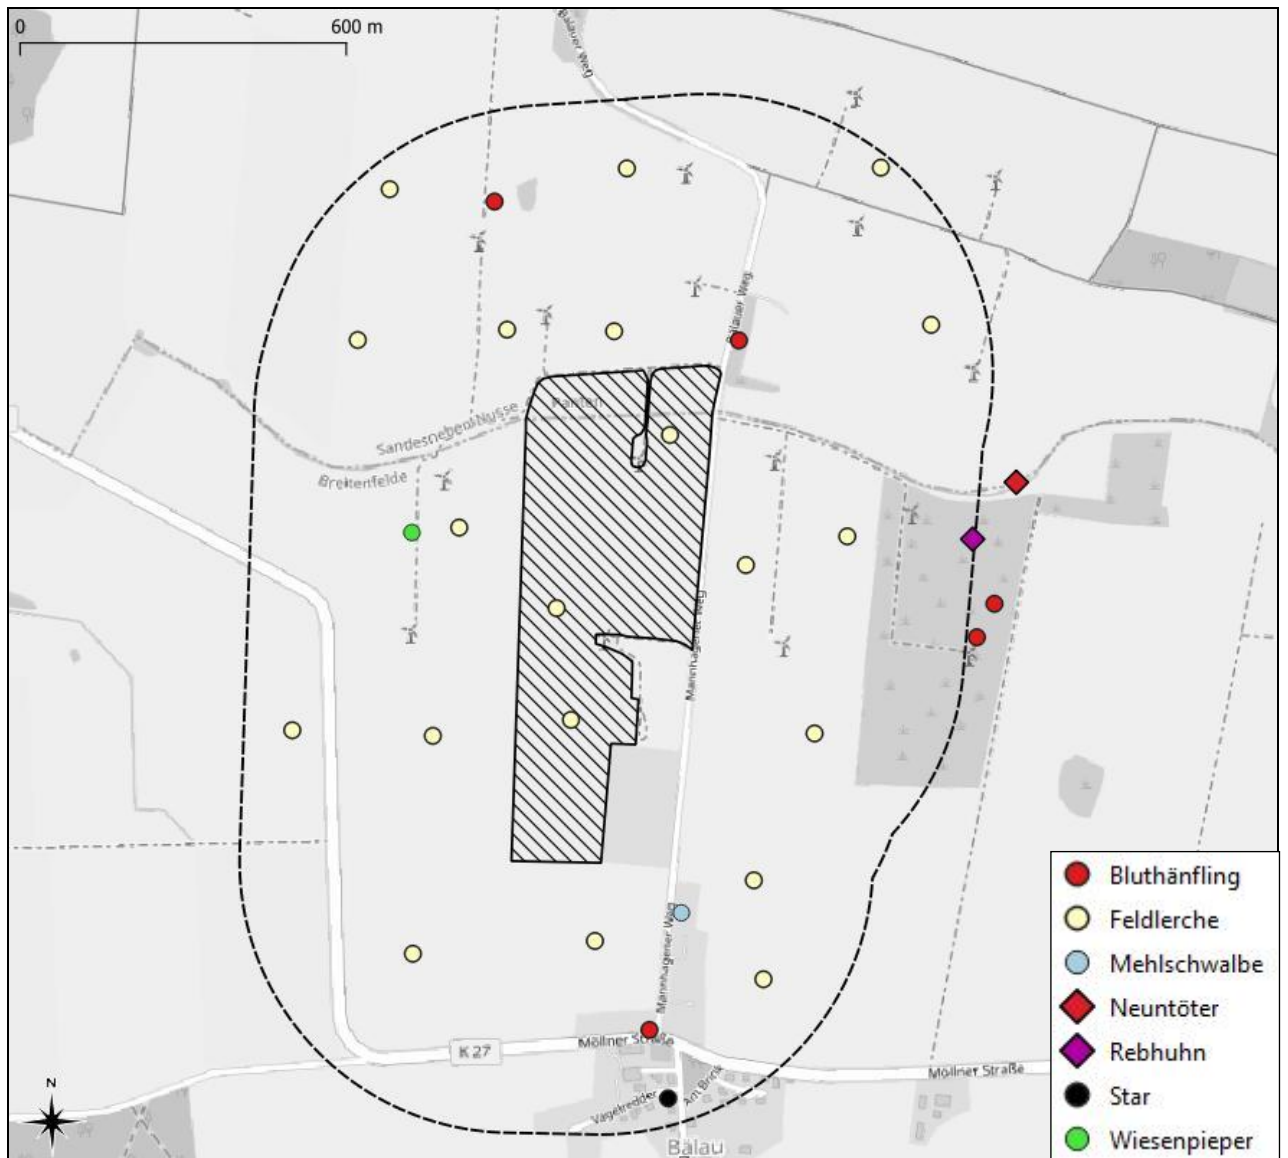 0 600 m
Balauer Weg
Balauer Weg
Panten
Sandesneben-Nusse
Breitenfelde
Mannhagener Weg
Mannhagener Weg
Möllner Straße
K 27
Möllner Straße
Vagelredder
Am Brink
Balau
N
Bluthänfling
Feldlerche
Mehlschwalbe
Neuntöter
Rebhuhn
Star
Wiesenpieper